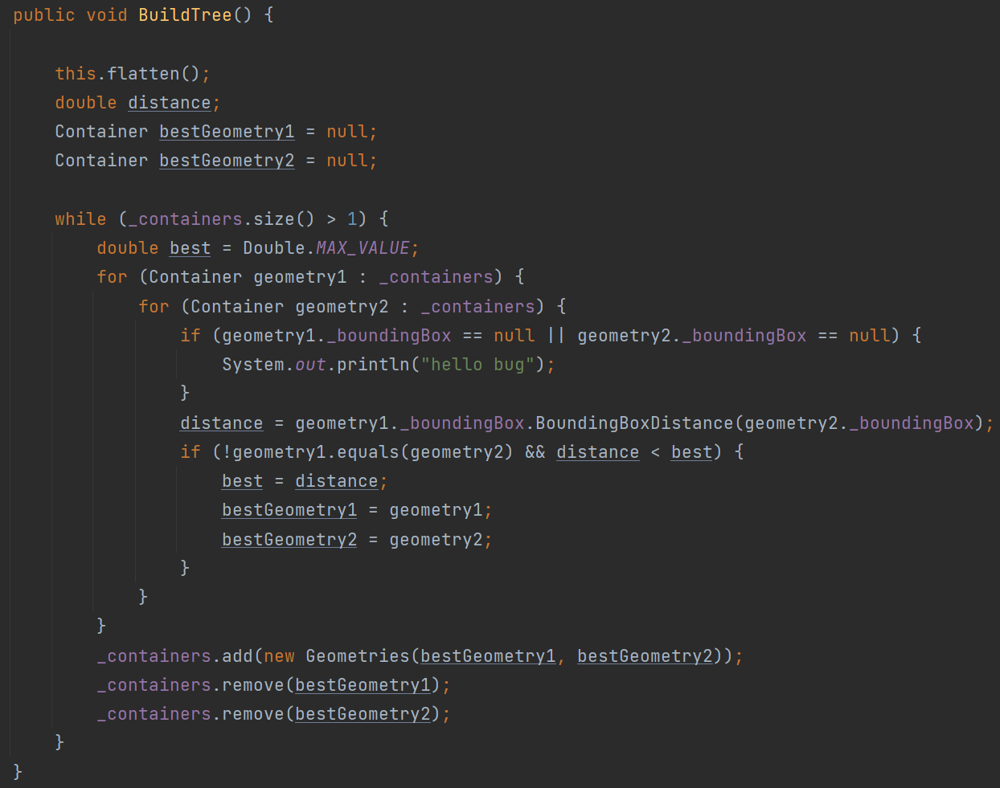 public void BuildTree() {
this.flatten();
double distance;
Container bestGeometry1 = null;
Container bestGeometry2 = null;
while (_containers.size() > 1) {
double best = Double.MAX_VALUE;
for (Container geometry1 : _containers) {
for (Container geometry2 : _containers) {
if (geometry1._boundingBox == null || geometry2._boundingBox == null) {
System.out.println("hello bug");
}
distance = geometry1._boundingBox.BoundingBoxDistance(geometry2._boundingBox);
if (!geometry1.equals(geometry2) && distance < best) {
best = distance;
bestGeometry1 = geometry1;
bestGeometry2 = geometry2;
}
}
}
_containers.add(new Geometries(bestGeometry1, bestGeometry2));
_containers.remove(bestGeometry1);
_containers.remove(bestGeometry2);
}
}